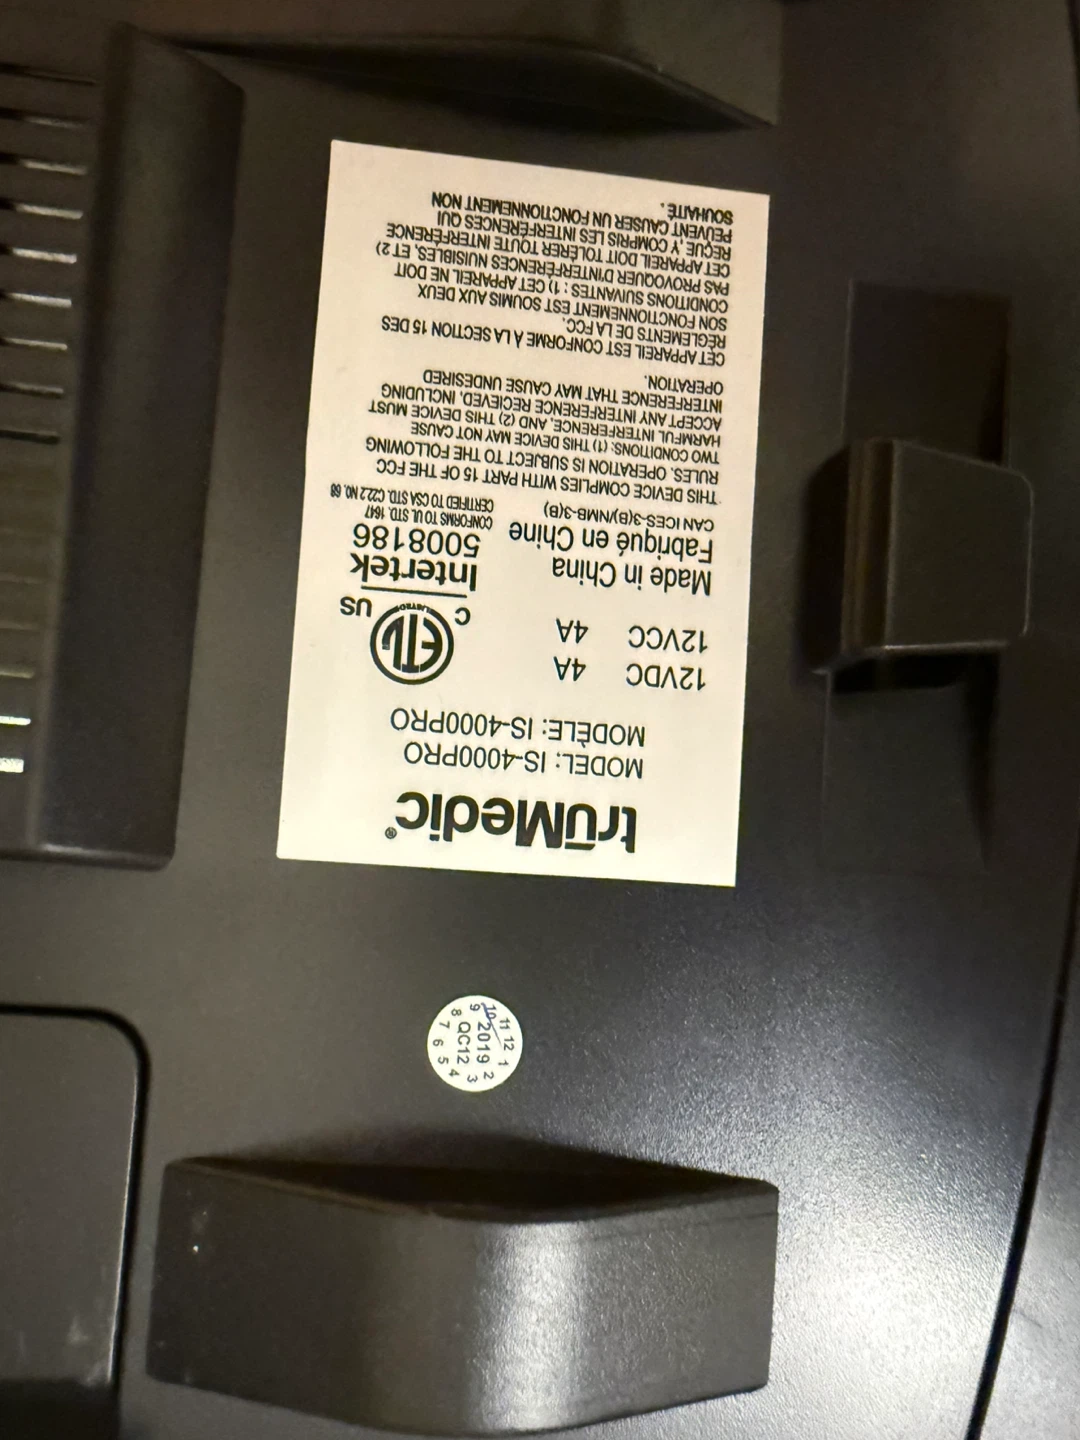 trūMedic®
MODEL: IS-4000PRO
MODÈLE: IS-4000PRO
12VDC 4A
12VCC 4A
ETL
LISTED
C US
Intertek
5008186
CONFORMS TO UL STD. 1647
CERTIFIED TO CSA STD. C22.2 NO. 68
Made in China
Fabriqué en Chine
CAN ICES-3(B)/NMB-3(B)
THIS DEVICE COMPLIES WITH PART 15 OF THE FCC
RULES. OPERATION IS SUBJECT TO THE FOLLOWING
TWO CONDITIONS: (1) THIS DEVICE MAY NOT CAUSE
HARMFUL INTERFERENCE, AND (2) THIS DEVICE MUST
ACCEPT ANY INTERFERENCE RECIEVED, INCLUDING
INTERFERENCE THAT MAY CAUSE UNDESIRED
OPERATION.
CET APPAREIL EST CONFORME À LA SECTION 15 DES
RÈGLEMENTS DE LA FCC.
SON FONCTIONNEMENT EST SOUMIS AUX DEUX
CONDITIONS SUIVANTES : 1) CET APPAREIL NE DOIT
PAS PROVOQUER D'INTERFÉRENCES NUISIBLES, ET 2)
CET APPAREIL DOIT TOLÉRER TOUTE INTERFÉRENCE
REÇUE, Y COMPRIS LES INTERFÉRENCES QUI
PEUVENT CAUSER UN FONCTIONNEMENT NON
SOUHAITÉ.
11 12 1
10 2
9 2019 3
8 QC12 4
7 6 5